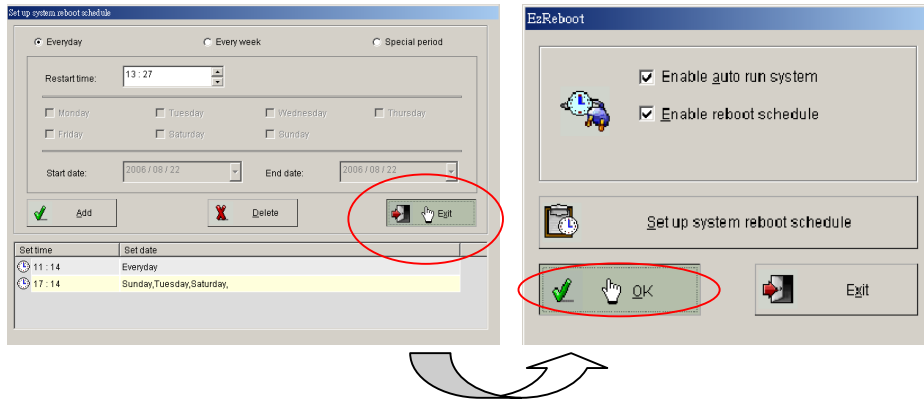 Set up system reboot schedule
Everyday Every week Special period
Restart time: 13 : 27
Monday Tuesday Wednesday Thursday
Friday Saturday Sunday
Start date: 2006 / 08 / 22 End date: 2006 / 08 / 22
Add Delete Exit
Set time Set date
11 : 14 Everyday
17 : 14 Sunday,Tuesday,Saturday,
EzReboot
Enable auto run system
Enable reboot schedule
Set up system reboot schedule
OK Exit